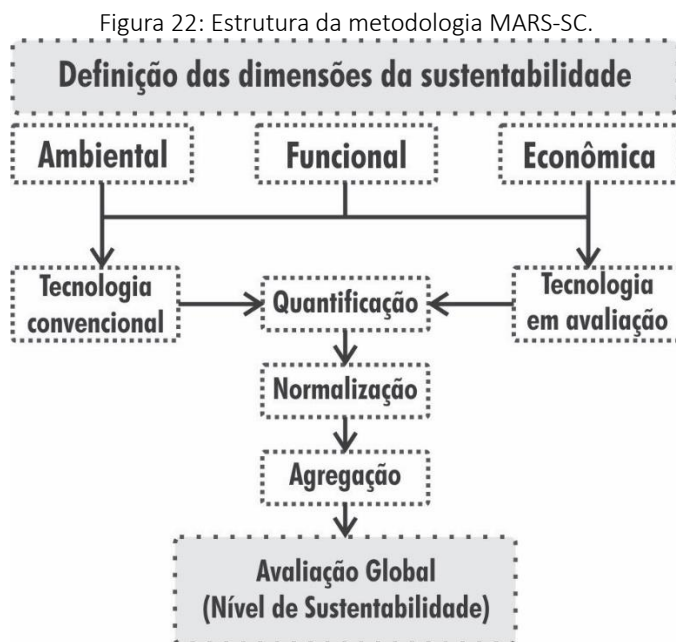 Figura 22: Estrutura da metodologia MARS-SC.
Definição das dimensões da sustentabilidade
Ambiental
Funcional
Econômica
Tecnologia
convencional
Quantificação
Tecnologia
em avaliação
Normalização
Agregação
Avaliação Global
(Nível de Sustentabilidade)